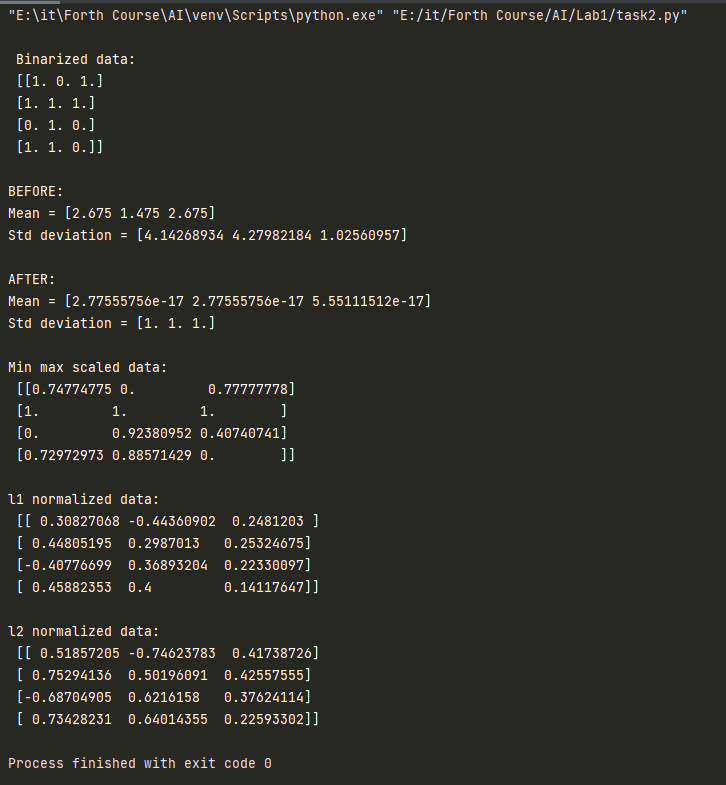 "E:\it\Forth Course\AI\venv\Scripts\python.exe" "E:/it/Forth Course/AI/Lab1/task2.py"
Binarized data:
[[1. 0. 1.]
[1. 1. 1.]
[0. 1. 0.]
[1. 1. 0.]]
BEFORE:
Mean = [2.675 1.475 2.675]
Std deviation = [4.14268934 4.27982184 1.02560957]
AFTER:
Mean = [2.77555756e-17 2.77555756e-17 5.55111512e-17]
Std deviation = [1. 1. 1.]
Min max scaled data:
[[0.74774775 0.         0.77777778]
[1.         1.         1.        ]
[0.         0.92380952 0.40740741]
[0.72972973 0.88571429 0.        ]]
l1 normalized data:
[[ 0.30827068 -0.44360902  0.2481203 ]
[ 0.44805195  0.2987013   0.25324675]
[-0.40776699  0.36893204  0.22330097]
[ 0.45882353  0.4         0.14117647]]
l2 normalized data:
[[ 0.51857205 -0.74623783  0.41738726]
[ 0.75294136  0.50196091  0.42557555]
[-0.68704905  0.6216158   0.37624114]
[ 0.73428231  0.64014355  0.22593302]]
Process finished with exit code 0